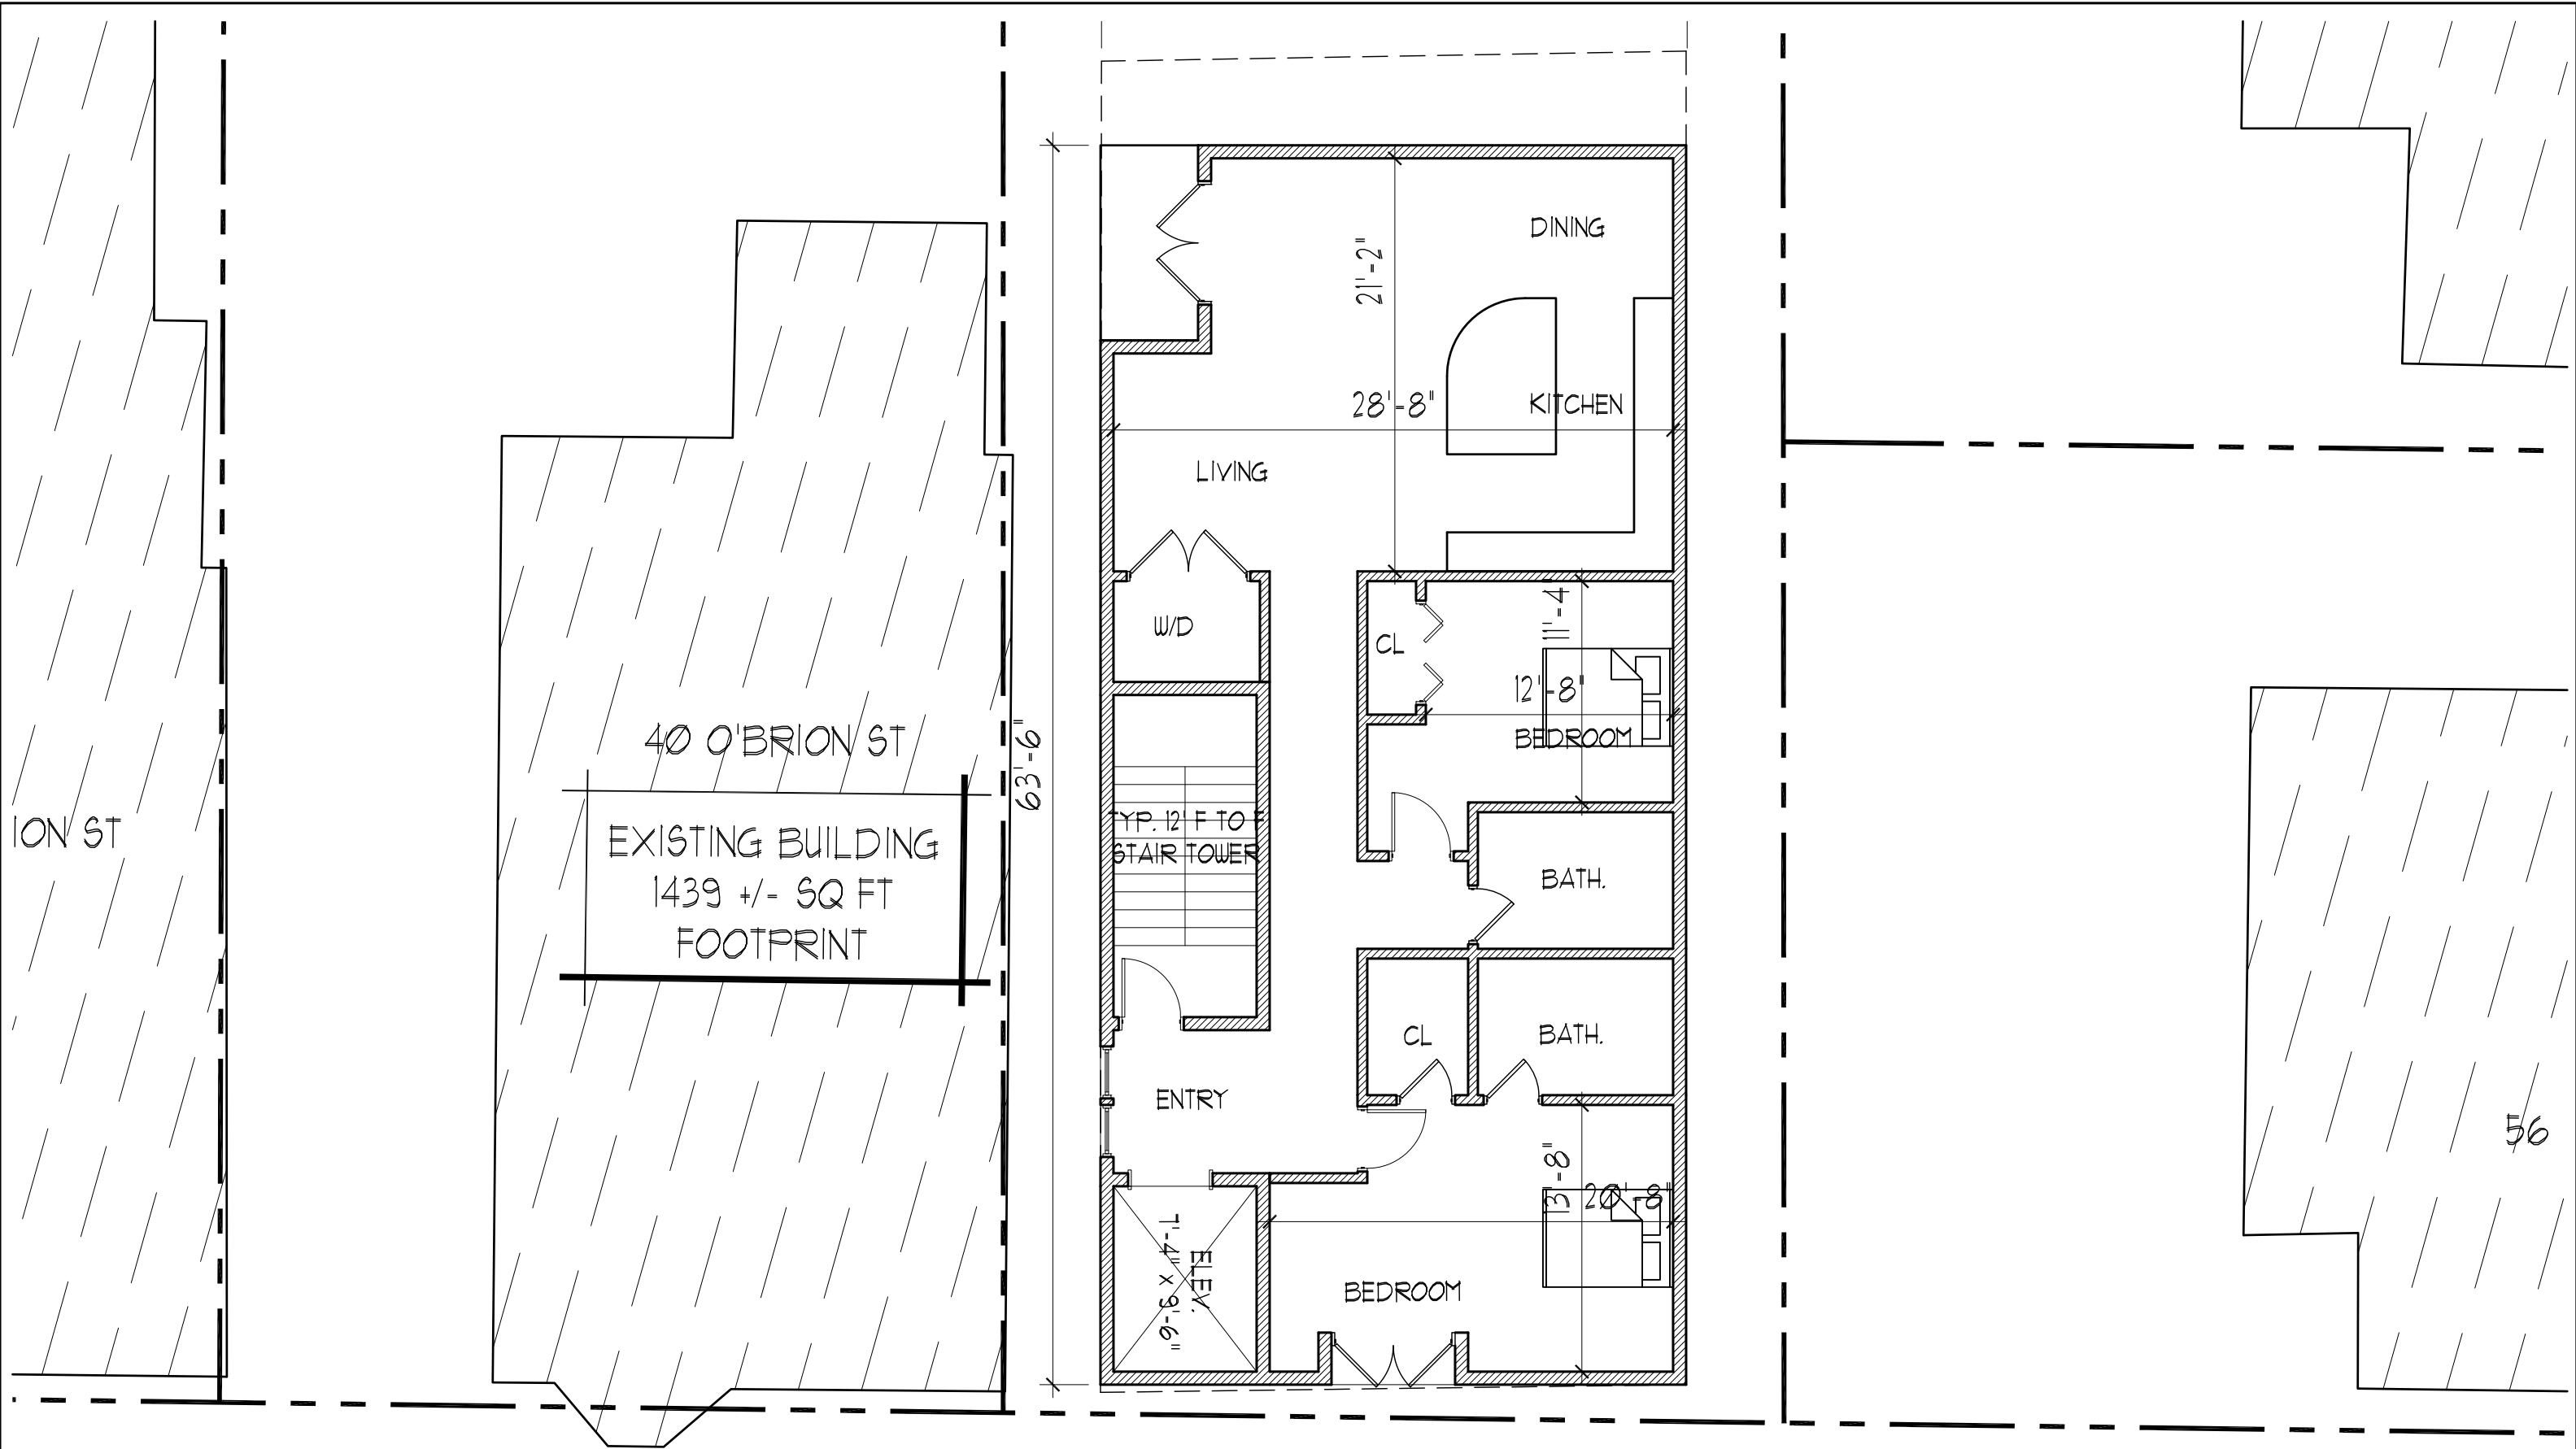 DINING
21'-2"
28'-8"
KITCHEN
LIVING
W/D
CL
11'-4"
12'-8"
BEDROOM
40 O'BRION ST
63'-6"
EXISTING BUILDING
1439 +/- SQ FT
FOOTPRINT
ION ST
TYP. 12' F TO F
STAIR TOWER
BATH.
CL
BATH.
ENTRY
56
13'-8"
20'-8"
ELEV.
7'-4" x 9'-6"
BEDROOM